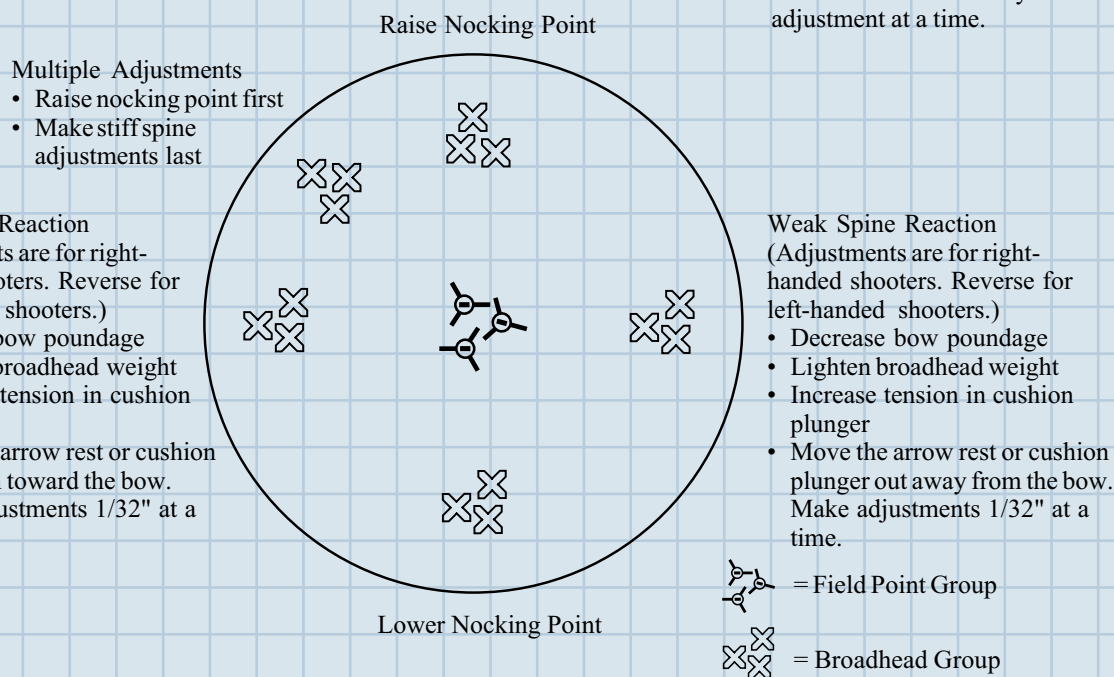 adjustment at a time.
Raise Nocking Point
Multiple Adjustments
• Raise nocking point first
• Make stiff spine
adjustments last
Reaction
ts are for right-
oters. Reverse for
shooters.)
bow poundage
broadhead weight
tension in cushion
arrow rest or cushion
toward the bow.
ustments 1/32" at a
Weak Spine Reaction
(Adjustments are for right-
handed shooters. Reverse for
left-handed shooters.)
• Decrease bow poundage
• Lighten broadhead weight
• Increase tension in cushion
plunger
• Move the arrow rest or cushion
plunger out away from the bow.
Make adjustments 1/32" at a
time.
Lower Nocking Point
= Field Point Group
= Broadhead Group